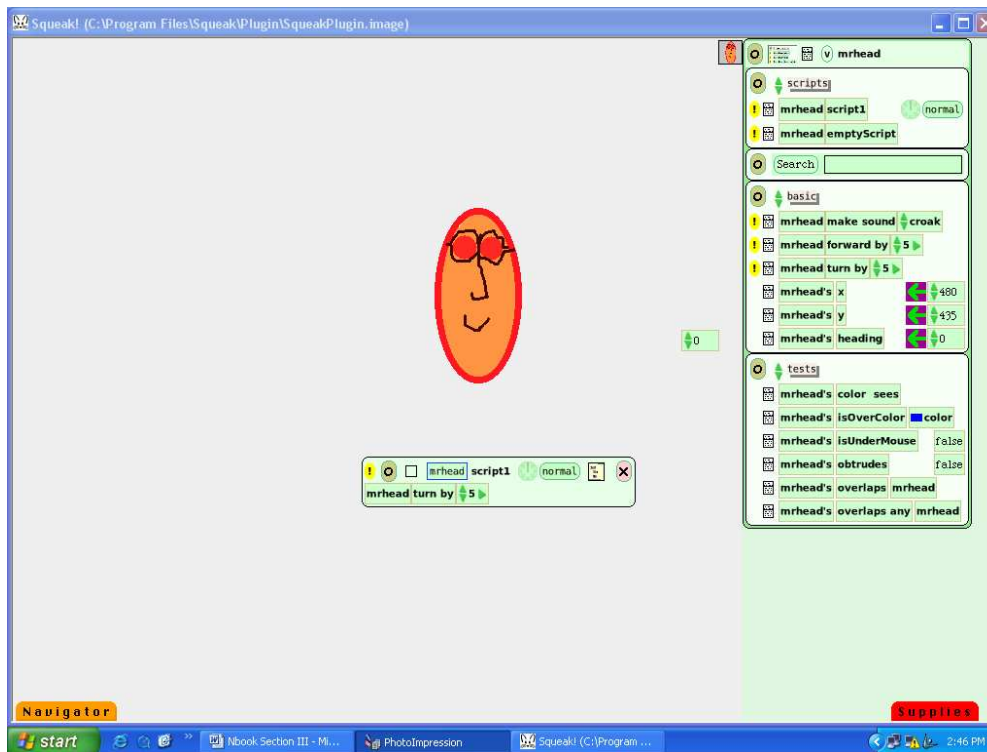 Squeak! (C:\Program Files\Squeak\Plugin\SqueakPlugin.image)
v mrhead
scripts
! mrhead script1 normal
! mrhead emptyScript
Search
basic
! mrhead make sound croak
! mrhead forward by 5
! mrhead turn by 5
mrhead's x 480
mrhead's y 435
mrhead's heading 0
0
tests
mrhead's color sees
mrhead's isOverColor color
mrhead's isUnderMouse false
mrhead's obtrudes false
mrhead's overlaps mrhead
mrhead's overlaps any mrhead
! mrhead script1 normal
mrhead turn by 5
Navigator
Supplies
start
Nbook Section III - Mi...
PhotoImpression
Squeak! (C:\Program ...
2:46 PM